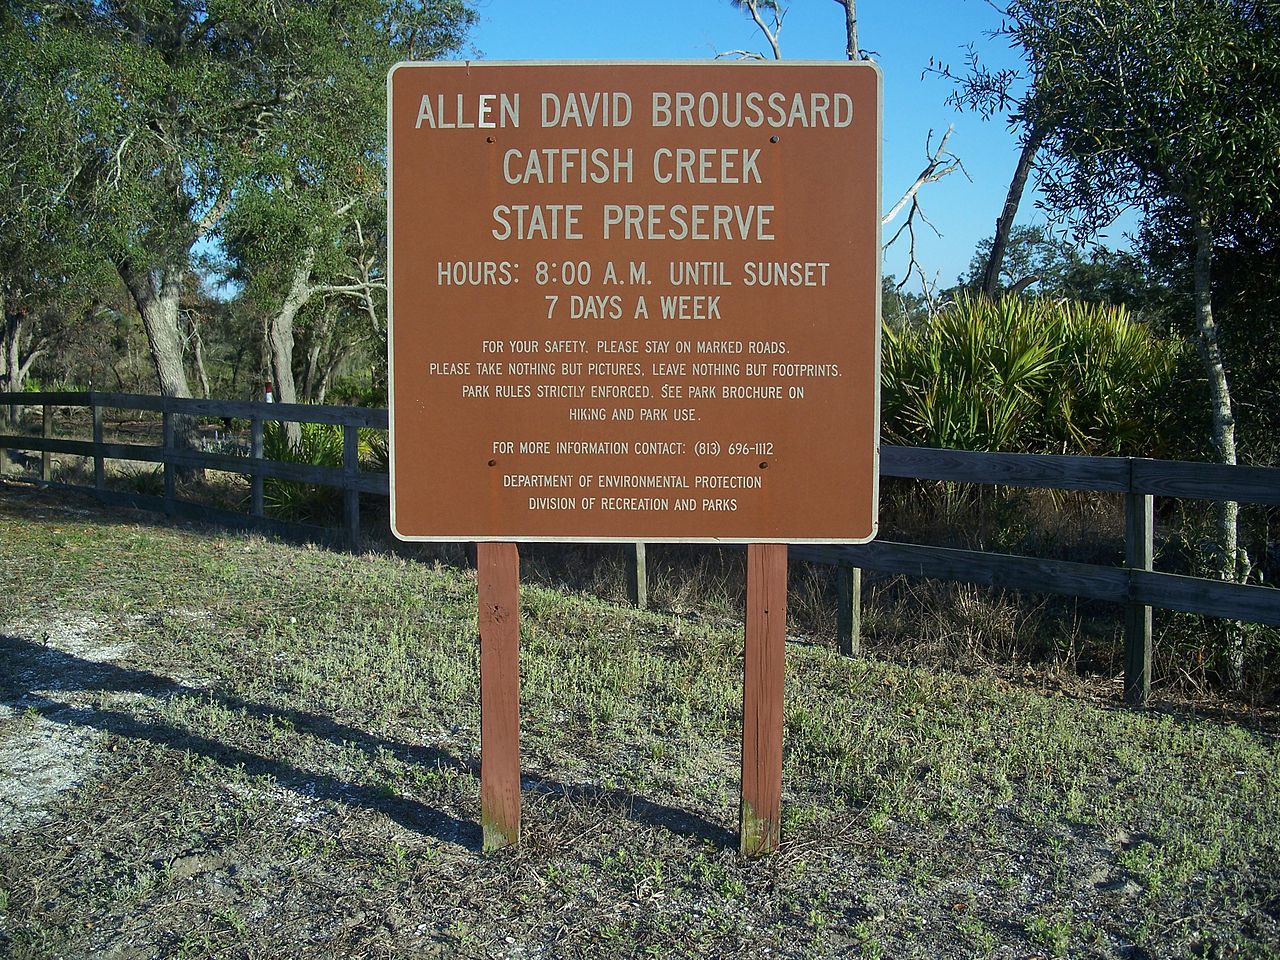 ALLEN DAVID BROUSSARD
CATFISH CREEK
STATE PRESERVE
HOURS: 8:00 A.M. UNTIL SUNSET
7 DAYS A WEEK
FOR YOUR SAFETY, PLEASE STAY ON MARKED ROADS.
PLEASE TAKE NOTHING BUT PICTURES, LEAVE NOTHING BUT FOOTPRINTS.
PARK RULES STRICTLY ENFORCED. SEE PARK BROCHURE ON
HIKING AND PARK USE.
FOR MORE INFORMATION CONTACT: (813) 696-1112
DEPARTMENT OF ENVIRONMENTAL PROTECTION
DIVISION OF RECREATION AND PARKS